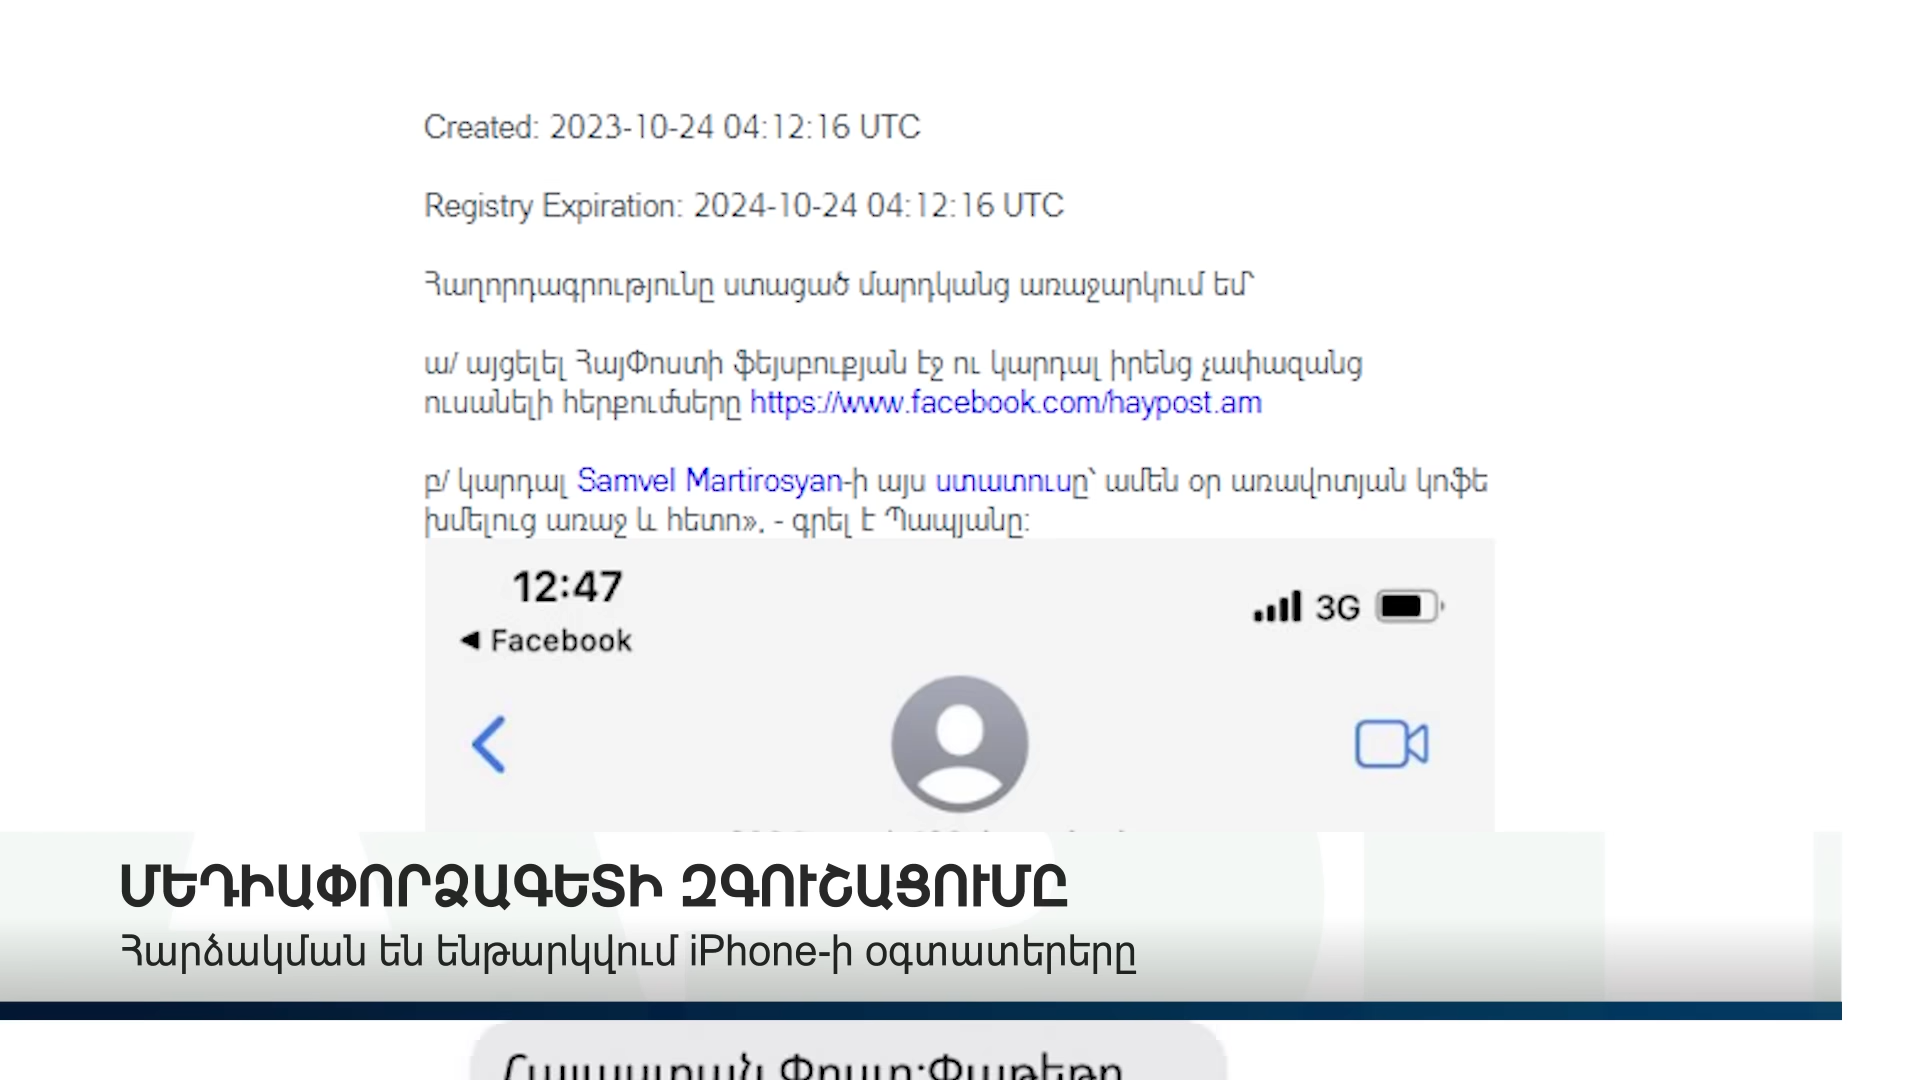 Created: 2023-10-24 04:12:16 UTC
Registry Expiration: 2024-10-24 04:12:16 UTC
Հաղորդագրությունը ստացած մարդկանց առաջարկում եմ՝
ա/ այցելել ՀայՓոստի ֆեյսբուքյան էջ ու կարդալ իրենց չափազանց
ուսանելի հերքումները https://www.facebook.com/haypost.am
բ/ կարդալ Samvel Martirosyan-ի այս ստատուսը՝ ամեն օր առավոտյան կոֆե
խմելուց առաջ և հետո», - գրել է Պապյանը:
12:47
3G
◀ Facebook
ՄԵԴԻԱՓՈՐՁԱԳԵՏԻ ԶԳՈՒՇԱՑՈՒՄԸ
Հարձակման են ենթարկվում iPhone-ի օգտատերերը
Հայաստան Փոստ:Փաթեթը